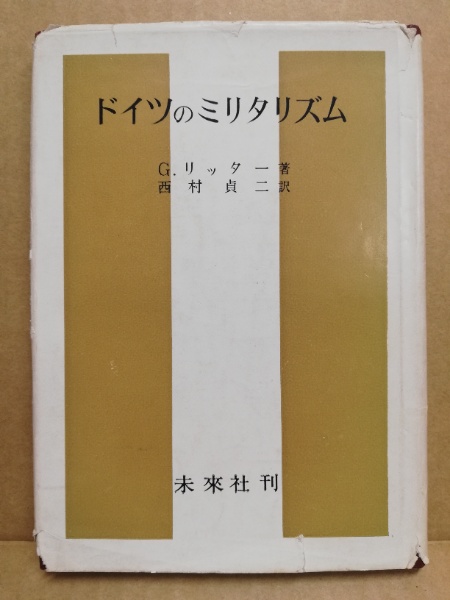 ドイツのミリタリズム
G.リッター著
西村貞二訳
未來社刊